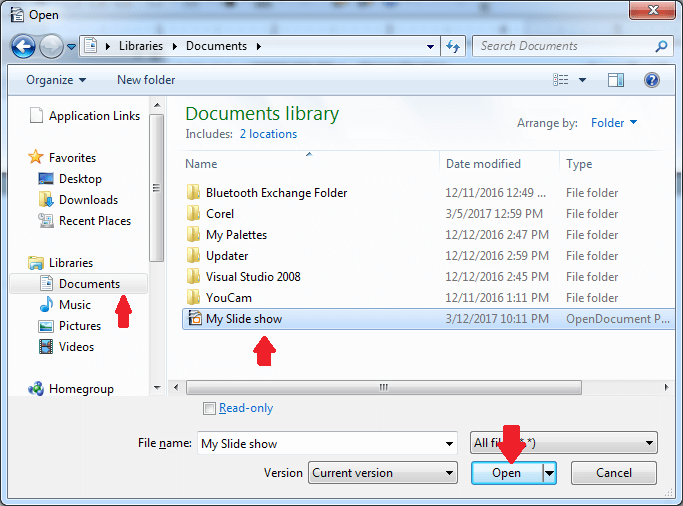 Open
Libraries Documents
Search Documents
Organize New folder
Application Links
Favorites
Desktop
Downloads
Recent Places
Libraries
Documents
Music
Pictures
Videos
Homegroup
Documents library
Includes: 2 locations
Arrange by: Folder
Name Date modified Type
Bluetooth Exchange Folder 12/11/2016 12:49 ... File folder
Corel 3/5/2017 12:59 PM File folder
My Palettes 12/12/2016 2:47 PM File folder
Updater 12/12/2016 2:59 PM File folder
Visual Studio 2008 12/12/2016 2:45 PM File folder
YouCam 12/11/2016 1:11 PM File folder
My Slide show 3/12/2017 10:11 PM OpenDocument P...
Read-only
File name: My Slide show
All *)
Version Current version
Open Cancel